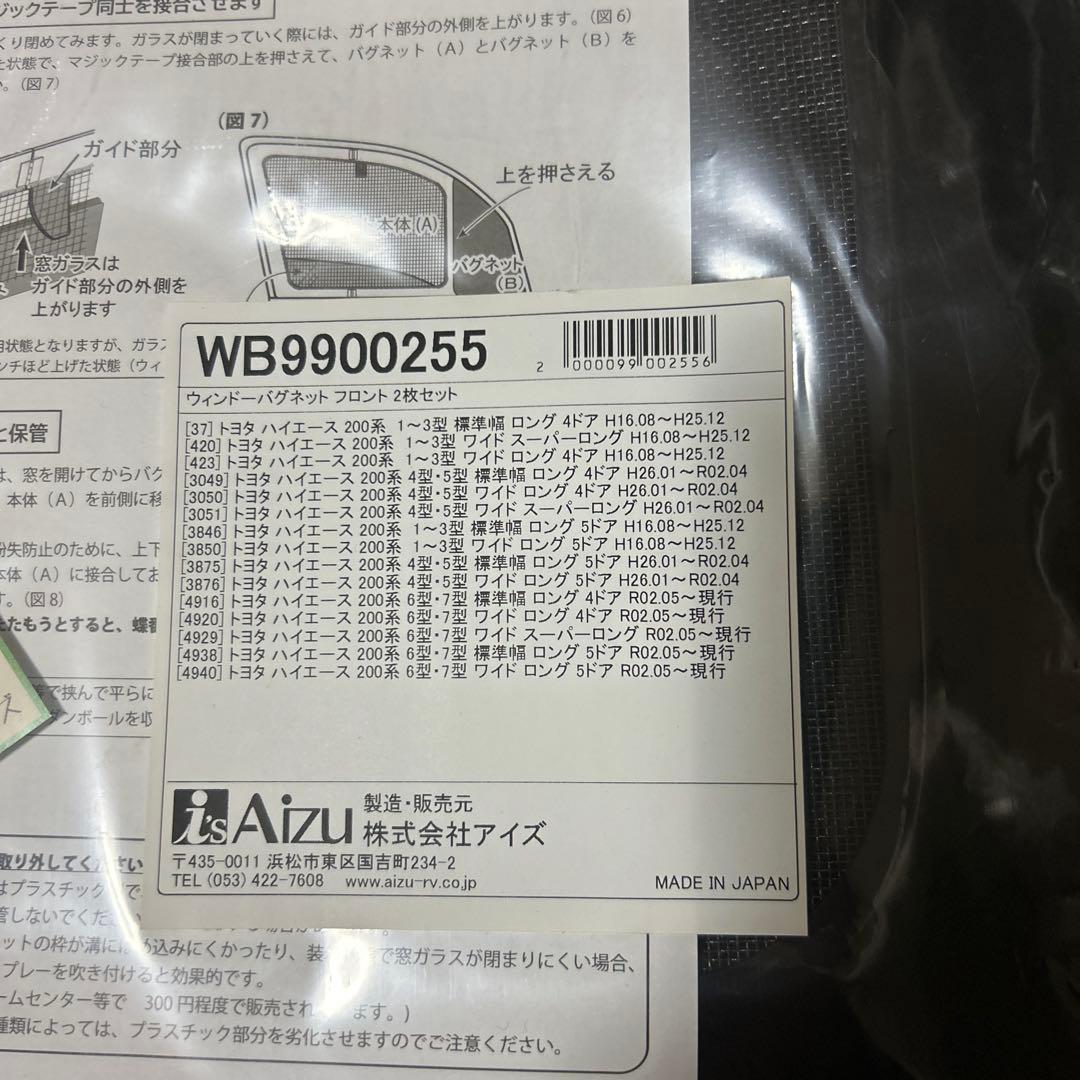 ジックテープ同士を接合させます
くり閉めてみます。ガラスが閉まっていく際には、ガイド部分の外側を上がります。（図6）
た状態で、マジックテープ接合部の上を押さえて、バグネット（A）とバグネット（B）を
い。（図7）
（図7）
ガイド部分
上を押さえる
本体(A)
バグネット
(B)
窓ガラスは
ガイド部分の外側を
上がります
用状態となりますが、ガラス
ンチほど上げた状態（ウィ
と保管
は、窓を開けてからバク
本体（A）を前側に移
紛失防止のために、上下
本体（A）に接合してお
す。（図8）
たたもうとすると、蝶番
で挟んで平らに
ンボールを収
WB9900255
2 000099 002556
ウィンドーバグネット フロント 2枚セット
[37] トヨタ ハイエース 200系 1〜3型 標準幅 ロング 4ドア H16.08〜H25.12
[420] トヨタ ハイエース 200系 1〜3型 ワイド スーパーロング H16.08〜H25.12
[423] トヨタ ハイエース 200系 1〜3型 ワイド ロング 4ドア H16.08〜H25.12
[3049] トヨタ ハイエース 200系 4型・5型 標準幅 ロング 4ドア H26.01〜R02.04
[3050] トヨタ ハイエース 200系 4型・5型 ワイド ロング 4ドア H26.01〜R02.04
[3051] トヨタ ハイエース 200系 4型・5型 ワイド スーパーロング H26.01〜R02.04
[3846] トヨタ ハイエース 200系 1〜3型 標準幅 ロング 5ドア H16.08〜H25.12
[3850] トヨタ ハイエース 200系 1〜3型 ワイド ロング 5ドア H16.08〜H25.12
[3875] トヨタ ハイエース 200系 4型・5型 標準幅 ロング 5ドア H26.01〜R02.04
[3876] トヨタ ハイエース 200系 4型・5型 ワイド ロング 5ドア H26.01〜R02.04
[4916] トヨタ ハイエース 200系 6型・7型 標準幅 ロング 4ドア R02.05〜現行
[4920] トヨタ ハイエース 200系 6型・7型 ワイド ロング 4ドア R02.05〜現行
[4929] トヨタ ハイエース 200系 6型・7型 ワイド スーパーロング R02.05〜現行
[4938] トヨタ ハイエース 200系 6型・7型 標準幅 ロング 5ドア R02.05〜現行
[4940] トヨタ ハイエース 200系 6型・7型 ワイド ロング 5ドア R02.05〜現行
i's Aizu 製造・販売元
株式会社アイズ
〒435-0011 浜松市東区国吉町234-2
TEL (053) 422-7608 www.aizu-rv.co.jp
MADE IN JAPAN
取り外してください
はプラスチック
管しないでください
ットの枠が溝に め込みにくかったり、装 で窓ガラスが閉まりにくい場合、
プレーを吹き付けると効果的です。
ームセンター等で 300円程度で販売され ます。)
種類によっては、プラスチック部分を劣化させますのでご注意ください。